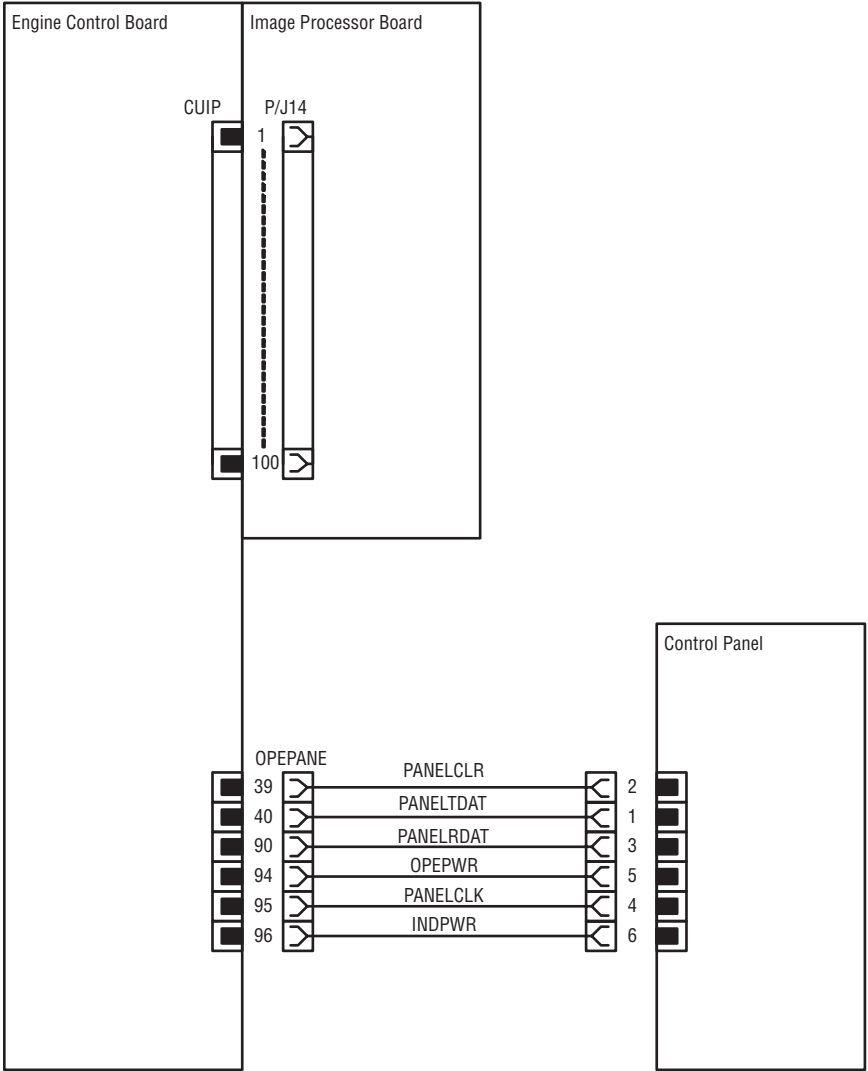 Engine Control Board
Image Processor Board
CUIP
P/J14
1
100
Control Panel
OPEPANE
39 PANELCLR 2
40 PANELTDAT 1
90 PANELRDAT 3
94 OPEPWR 5
95 PANELCLK 4
96 INDPWR 6